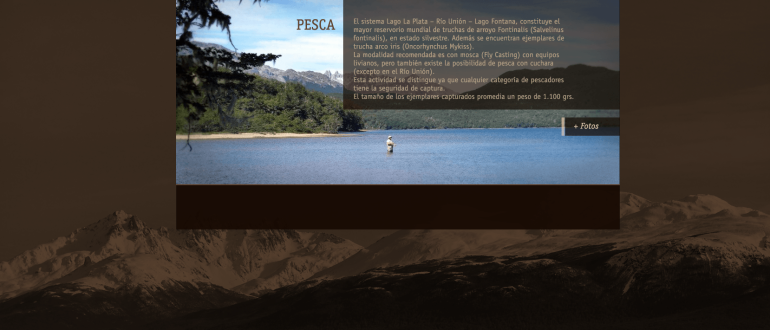 PESCA
El sistema Lago La Plata – Río Unión – Lago Fontana, constituye el
mayor reservorio mundial de truchas de arroyo Fontinalis (Salvelinus
fontinalis), en estado silvestre. Además se encuentran ejemplares de
trucha arco iris (Oncorhynchus Mykiss).
La modalidad recomendada es con mosca (Fly Casting) con equipos
livianos, pero también existe la posibilidad de pesca con cuchara
(excepto en el Río Unión).
Esta actividad se distingue ya que cualquier categoría de pescadores
tiene la seguridad de captura.
El tamaño de los ejemplares capturados promedia un peso de 1.100 grs.
+ Fotos